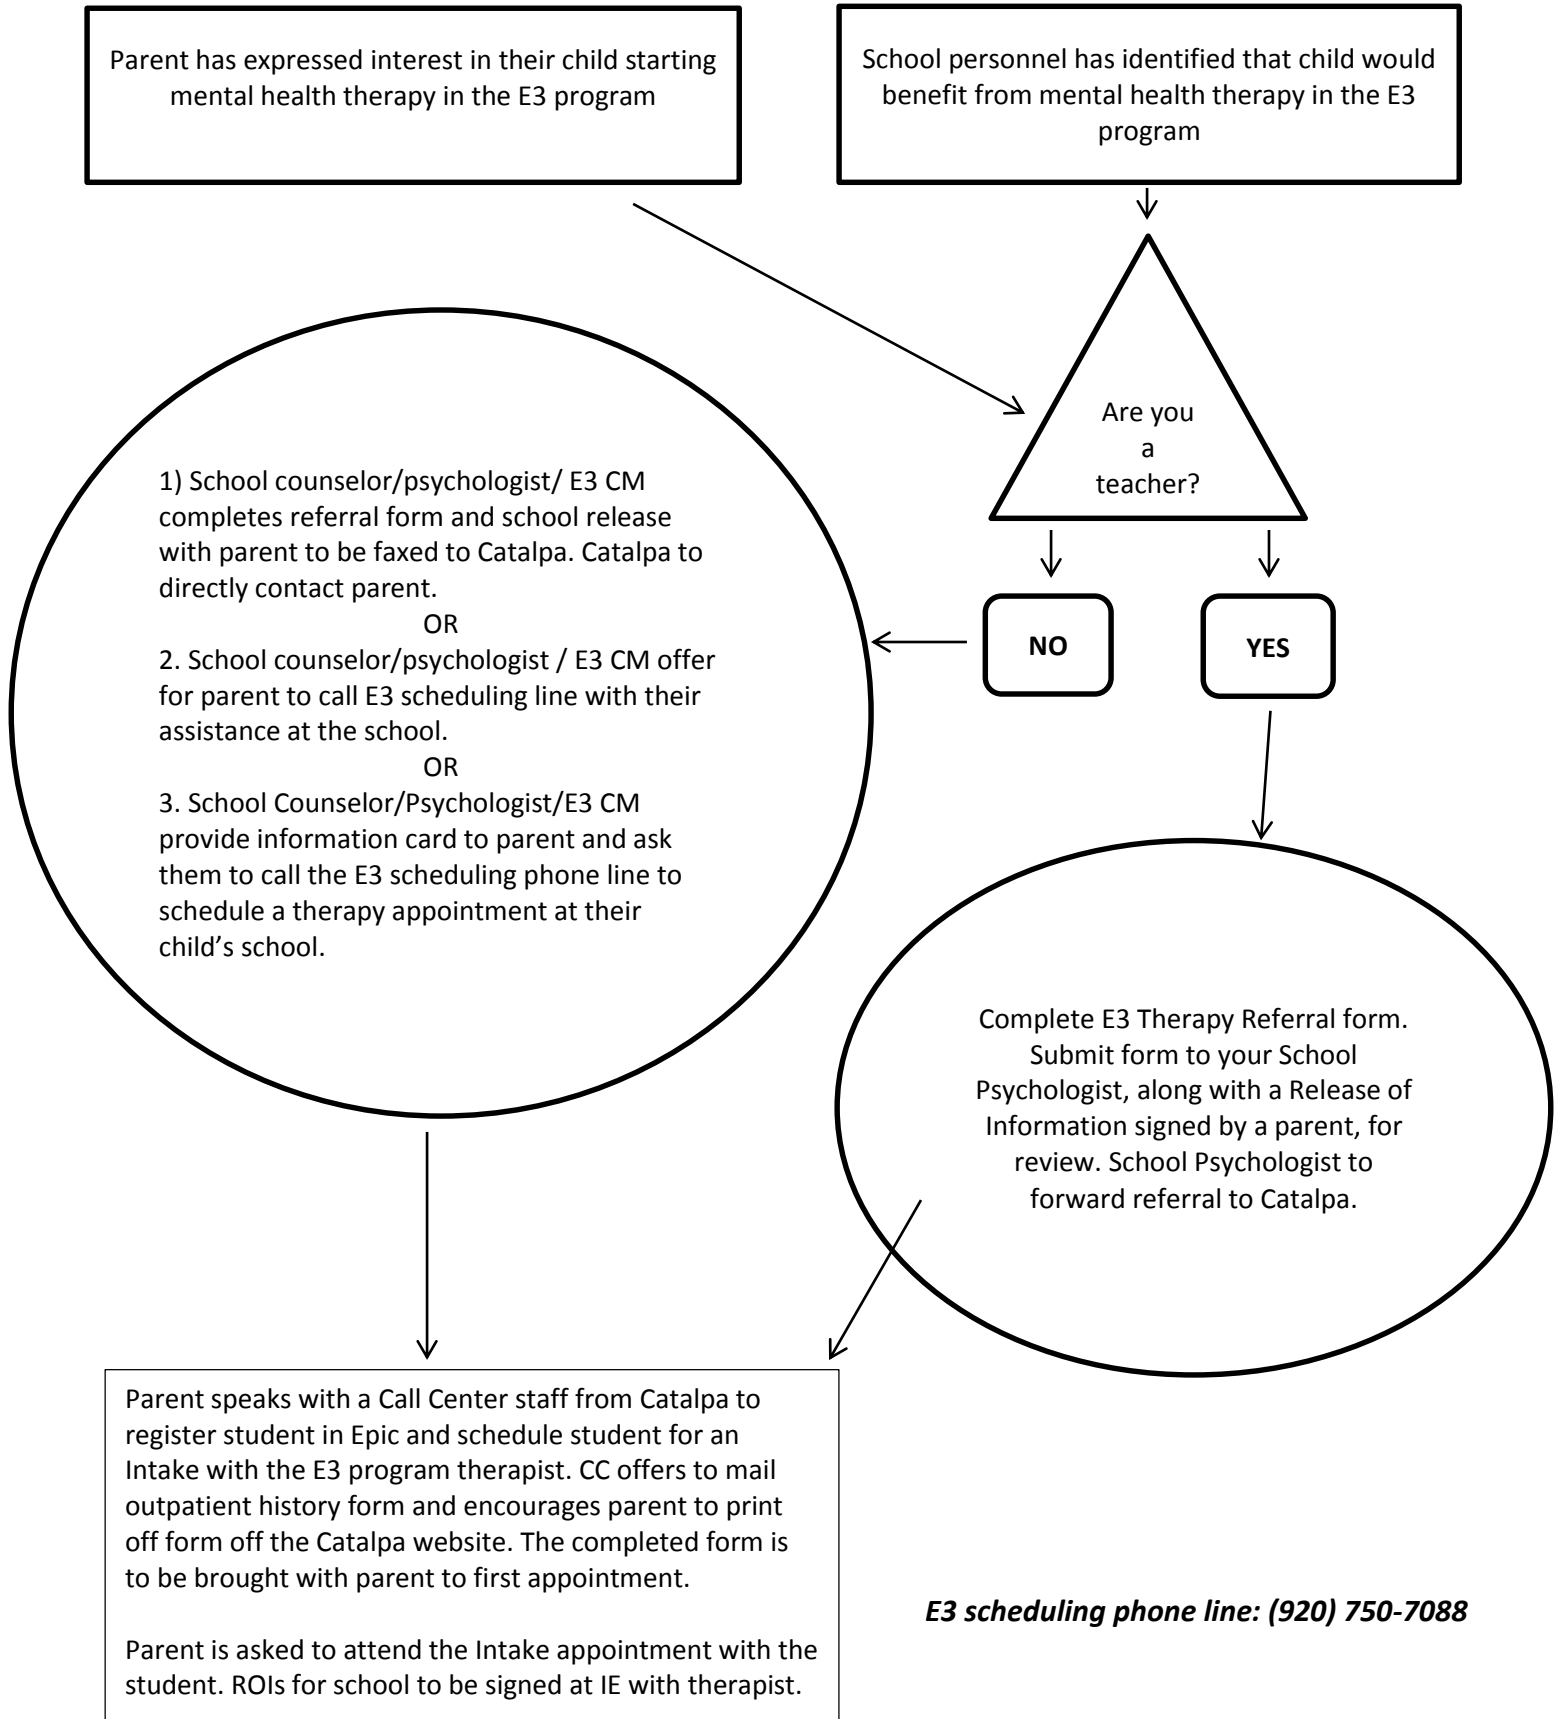 Parent has expressed interest in their child starting
mental health therapy in the E3 program
School personnel has identified that child would
benefit from mental health therapy in the E3
program
Are you
a
teacher?
NO
YES
1) School counselor/psychologist/ E3 CM
completes referral form and school release
with parent to be faxed to Catalpa. Catalpa to
directly contact parent.
OR
2. School counselor/psychologist / E3 CM offer
for parent to call E3 scheduling line with their
assistance at the school.
OR
3. School Counselor/Psychologist/E3 CM
provide information card to parent and ask
them to call the E3 scheduling phone line to
schedule a therapy appointment at their
child’s school.
Complete E3 Therapy Referral form.
Submit form to your School
Psychologist, along with a Release of
Information signed by a parent, for
review. School Psychologist to
forward referral to Catalpa.
Parent speaks with a Call Center staff from Catalpa to
register student in Epic and schedule student for an
Intake with the E3 program therapist. CC offers to mail
outpatient history form and encourages parent to print
off form off the Catalpa website. The completed form is
to be brought with parent to first appointment.
Parent is asked to attend the Intake appointment with the
student. ROIs for school to be signed at IE with therapist.
E3 scheduling phone line: (920) 750-7088